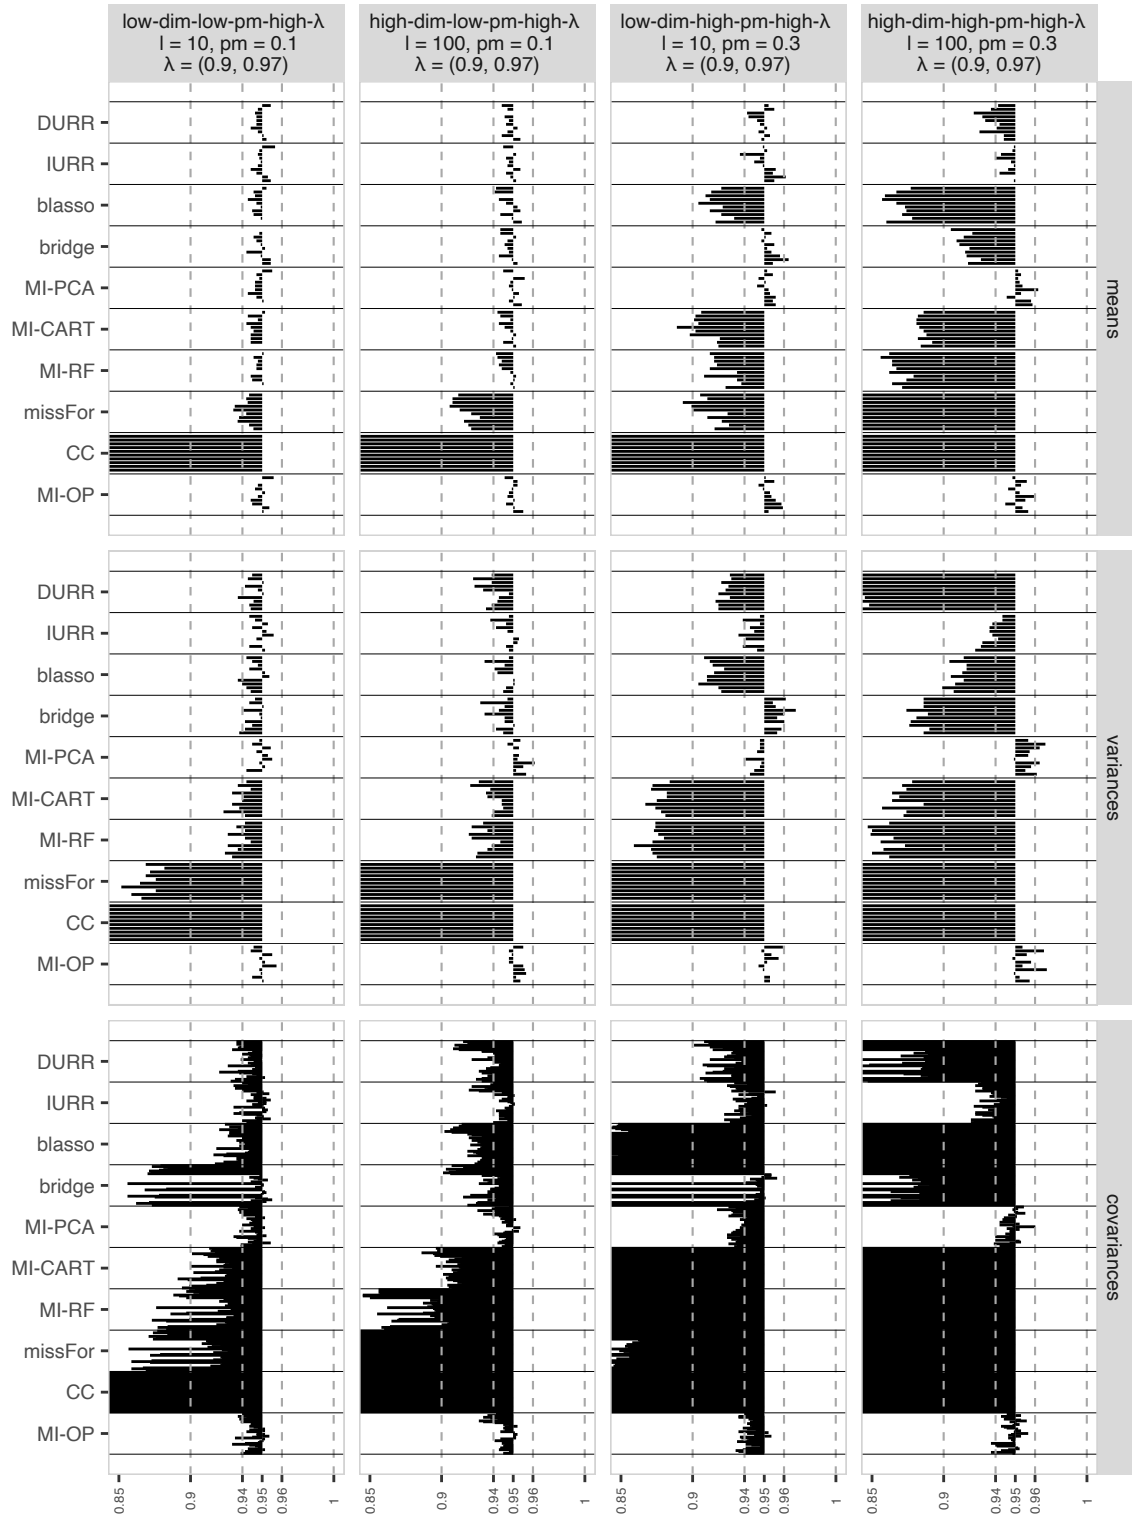 low-dim-low-pm-high-λ
l = 10, pm = 0.1
λ = (0.9, 0.97)
high-dim-low-pm-high-λ
l = 100, pm = 0.1
λ = (0.9, 0.97)
low-dim-high-pm-high-λ
l = 10, pm = 0.3
λ = (0.9, 0.97)
high-dim-high-pm-high-λ
l = 100, pm = 0.3
λ = (0.9, 0.97)
DURR
IURR
blasso
bridge
MI-PCA
MI-CART
MI-RF
missFor
CC
MI-OP
means
DURR
IURR
blasso
bridge
MI-PCA
MI-CART
MI-RF
missFor
CC
MI-OP
variances
DURR
IURR
blasso
bridge
MI-PCA
MI-CART
MI-RF
missFor
CC
MI-OP
covariances
0.85
0.9
0.94
0.95
0.96
1
0.85
0.9
0.94
0.95
0.96
1
0.85
0.9
0.94
0.95
0.96
1
0.85
0.9
0.94
0.95
0.96
1